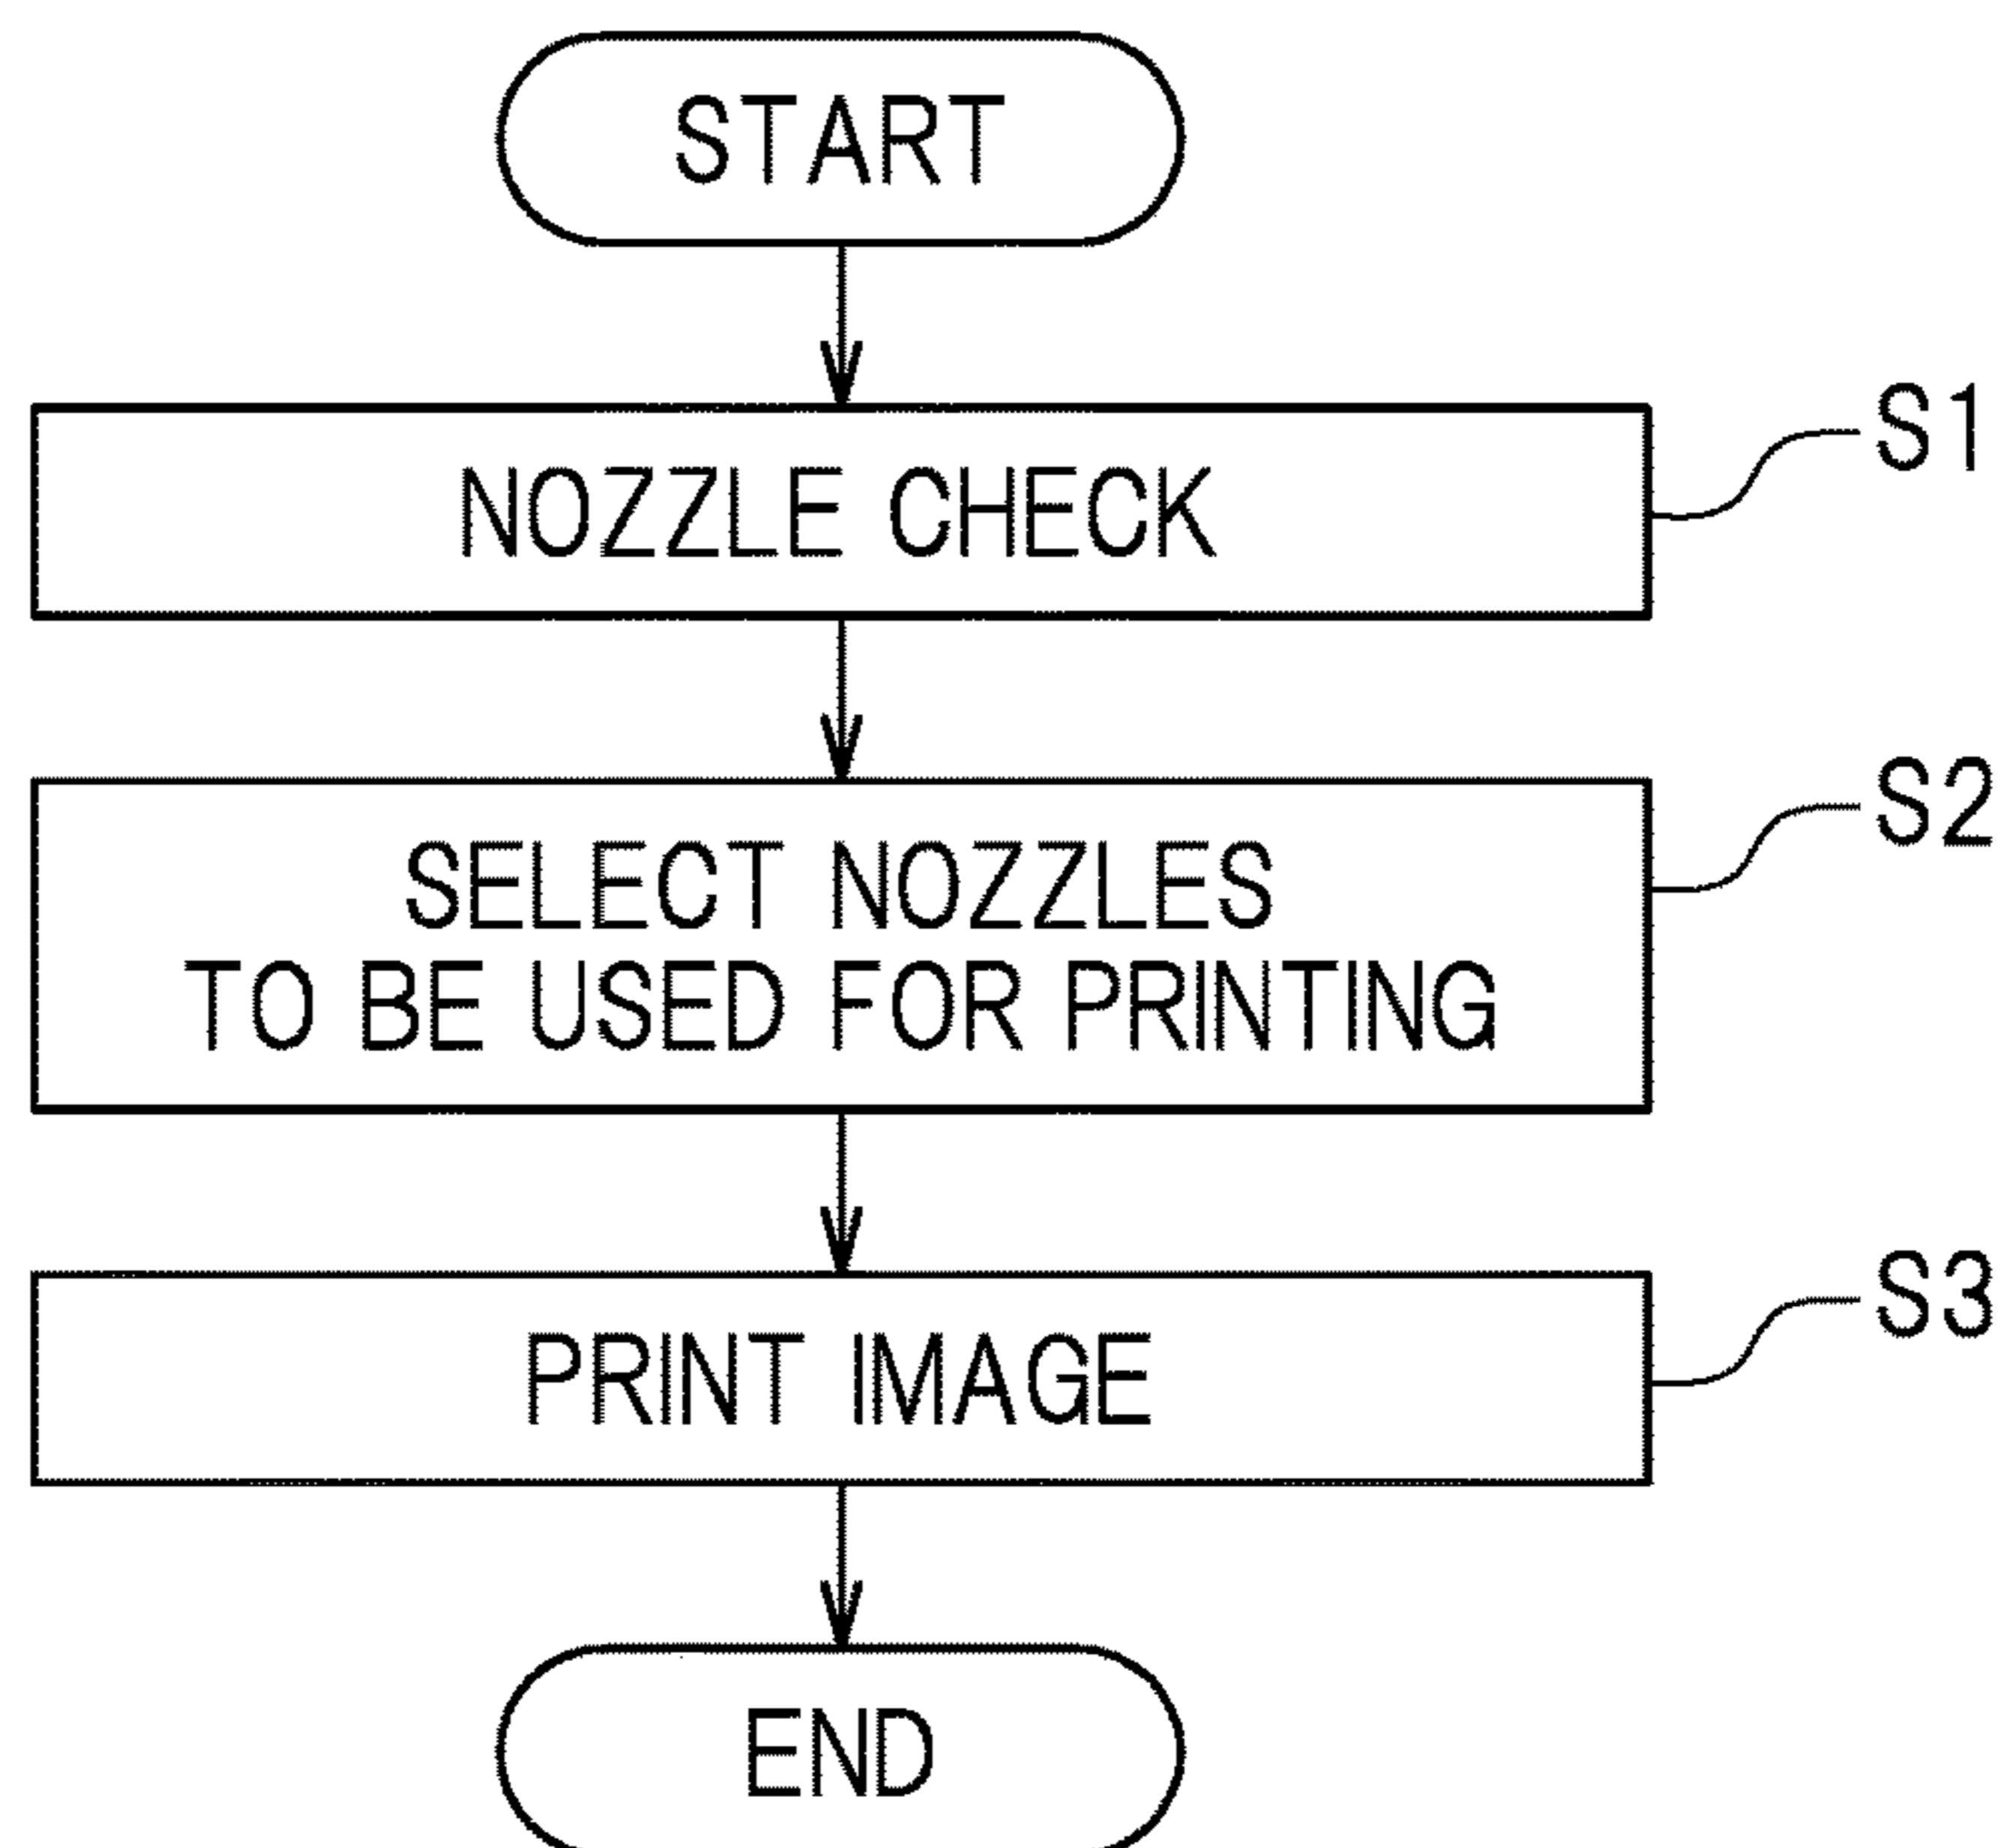 START
NOZZLE CHECK
S1
SELECT NOZZLES
TO BE USED FOR PRINTING
S2
PRINT IMAGE
S3
END